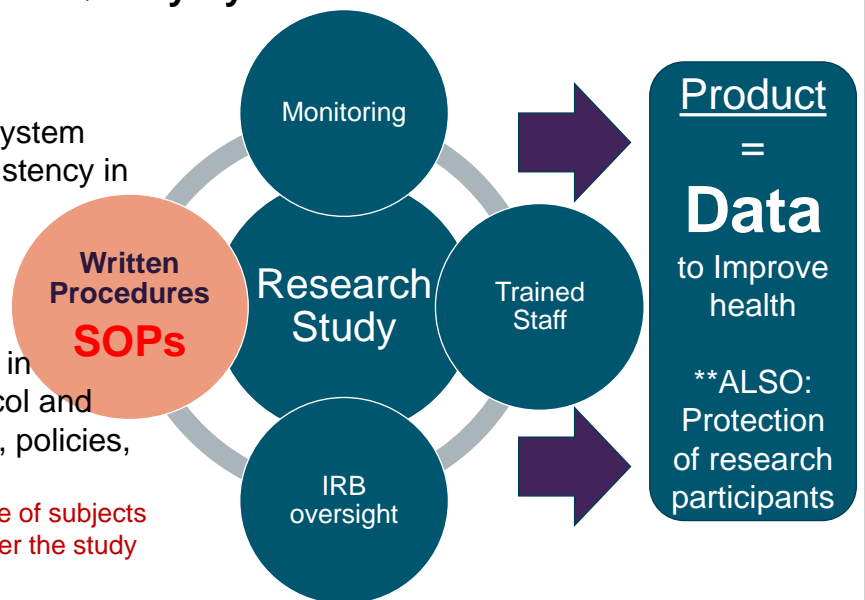 ystem
istency in
in
col and
, policies,
e of subjects
er the study
Monitoring
Written
Procedures
SOPs
Research
Study
Trained
Staff
IRB
oversight
Product
=
Data
to Improve
health
**ALSO:
Protection
of research
participants